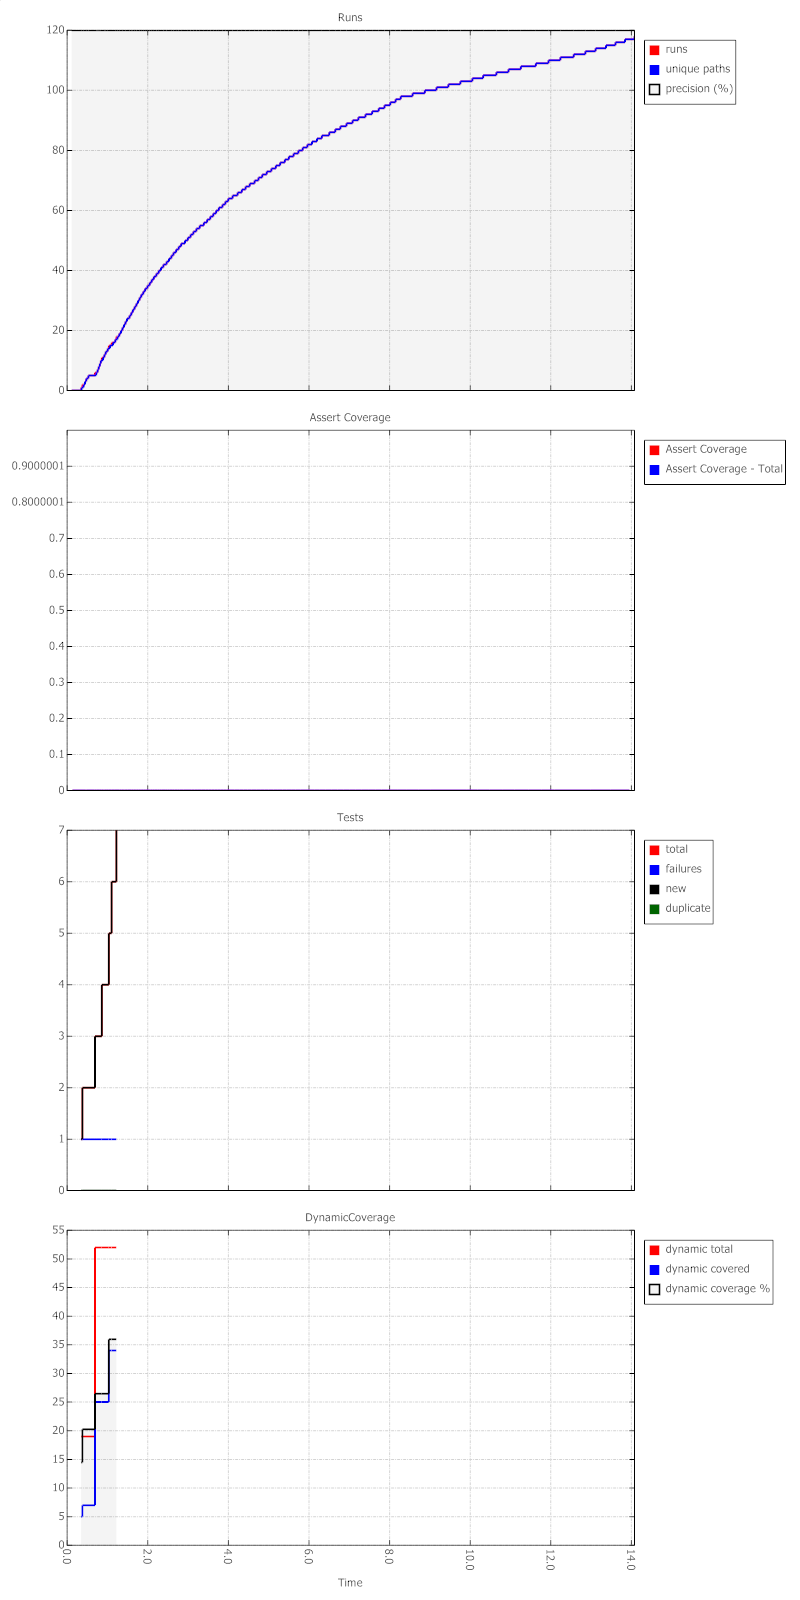 Runs
120
100
80
60
40
20
0
runs
unique paths
precision (%)
Assert Coverage
0.9000001
0.8000001
0.7
0.6
0.5
0.4
0.3
0.2
0.1
0
Assert Coverage
Assert Coverage - Total
Tests
7
6
5
4
3
2
1
0
total
failures
new
duplicate
DynamicCoverage
55
50
45
40
35
30
25
20
15
10
5
0
dynamic total
dynamic covered
dynamic coverage %
0.0 2.0 4.0 6.0 8.0 10.0 12.0 14.0
Time